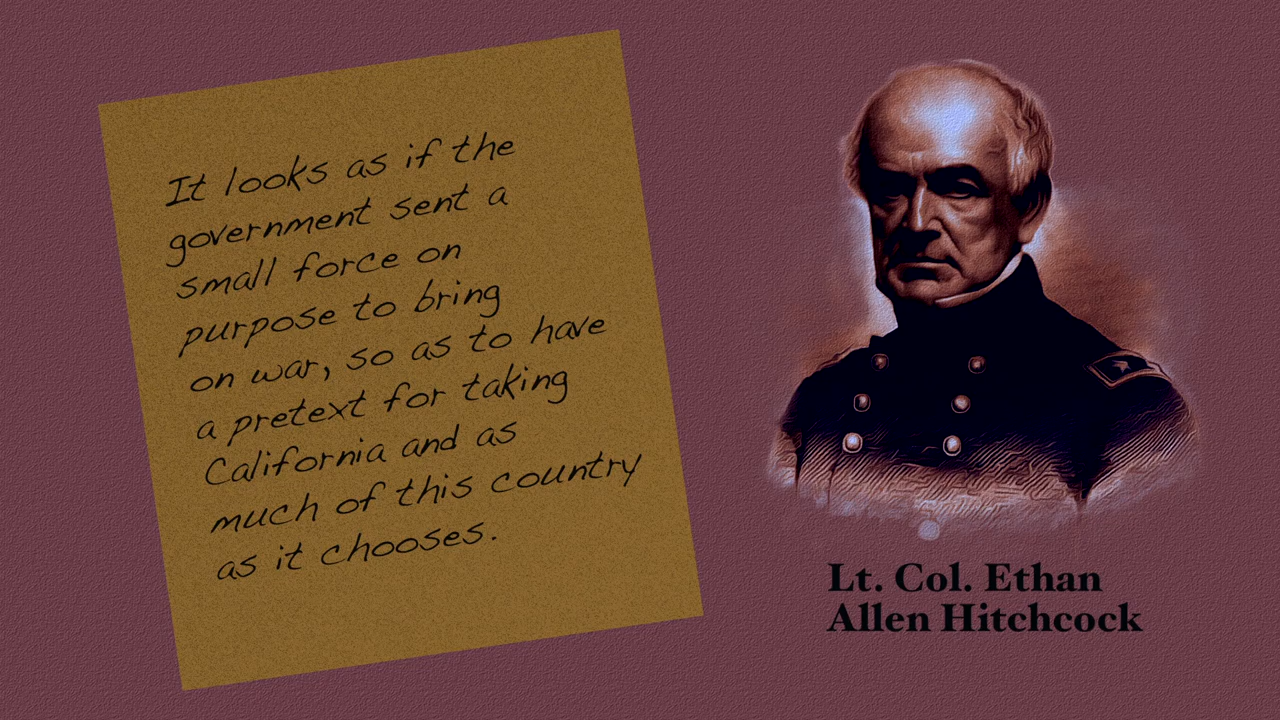 It looks as if the
government sent a
small force on
purpose to bring
on war, so as to have
a pretext for taking
California and as
much of this country
as it chooses.
Lt. Col. Ethan
Allen Hitchcock